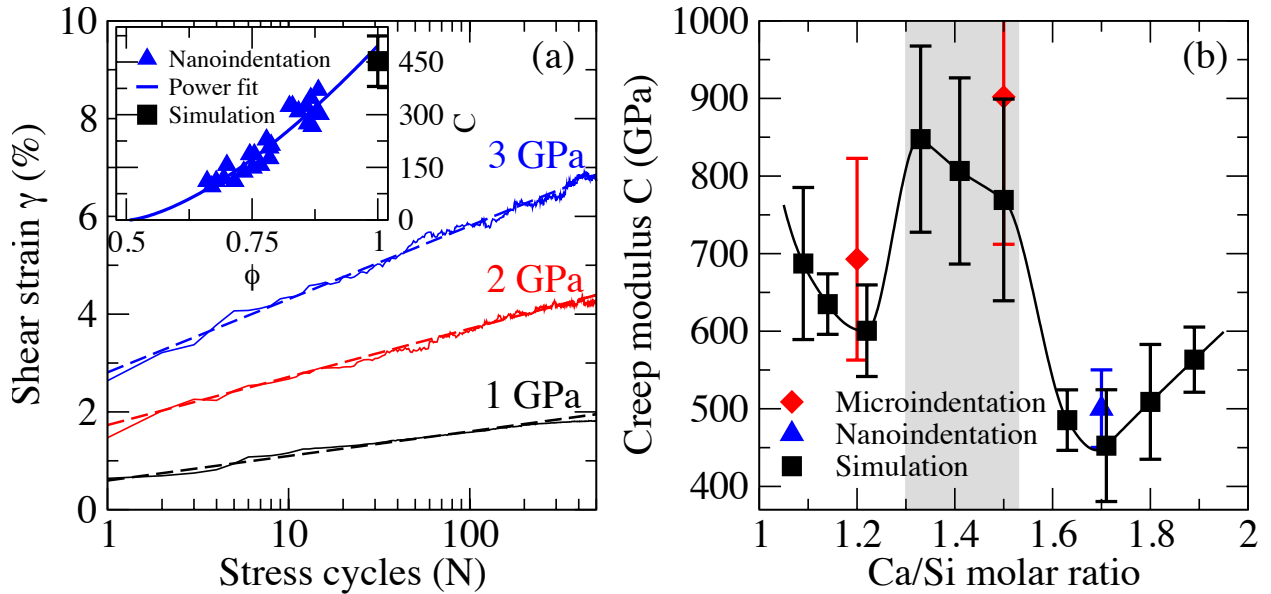 10
8
6
4
2
0
Shear strain γ (%)
1
10
100
Stress cycles (N)
(a)
Nanoindentation
Power fit
Simulation
450
300
150
0
C
0.5
0.75
1
ϕ
3 GPa
2 GPa
1 GPa
1000
900
800
700
600
500
400
Creep modulus C (GPa)
(b)
Microindentation
Nanoindentation
Simulation
1
1.2
1.4
1.6
1.8
2
Ca/Si molar ratio